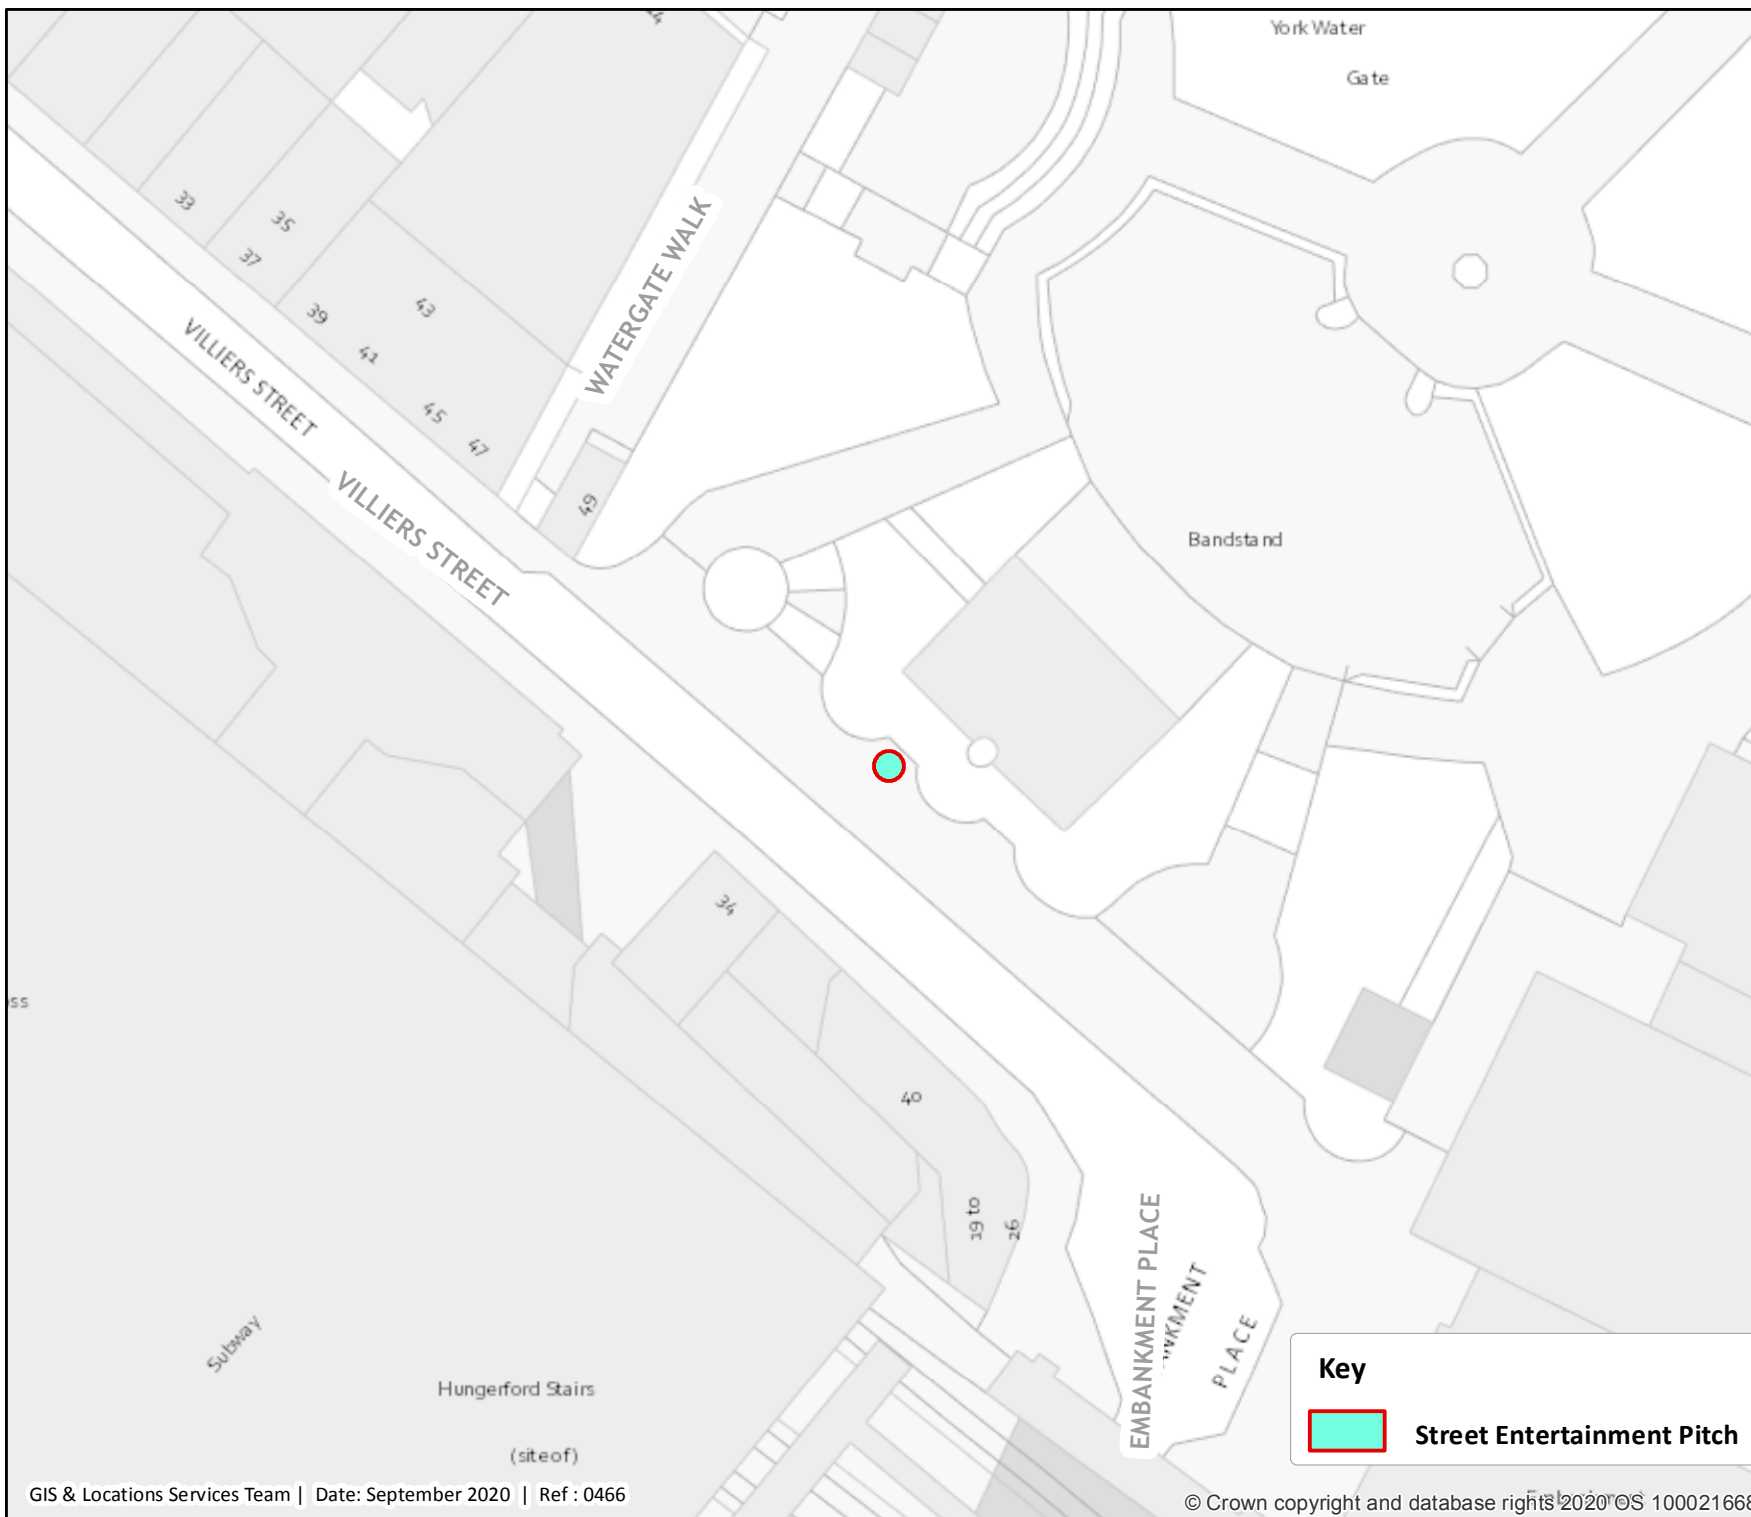 York Water
Gate
33
35
37
39
41
43
45
47
49
WATERGATE WALK
VILLIERS STREET
VILLIERS STREET
Bandstand
34
40
19 to
26
EMBANKMENT PLACE
PLACE
Subway
Hungerford Stairs
(site of)
Key
Street Entertainment Pitch
GIS & Locations Services Team | Date: September 2020 | Ref : 0466
© Crown copyright and database rights 2020 OS 100021668